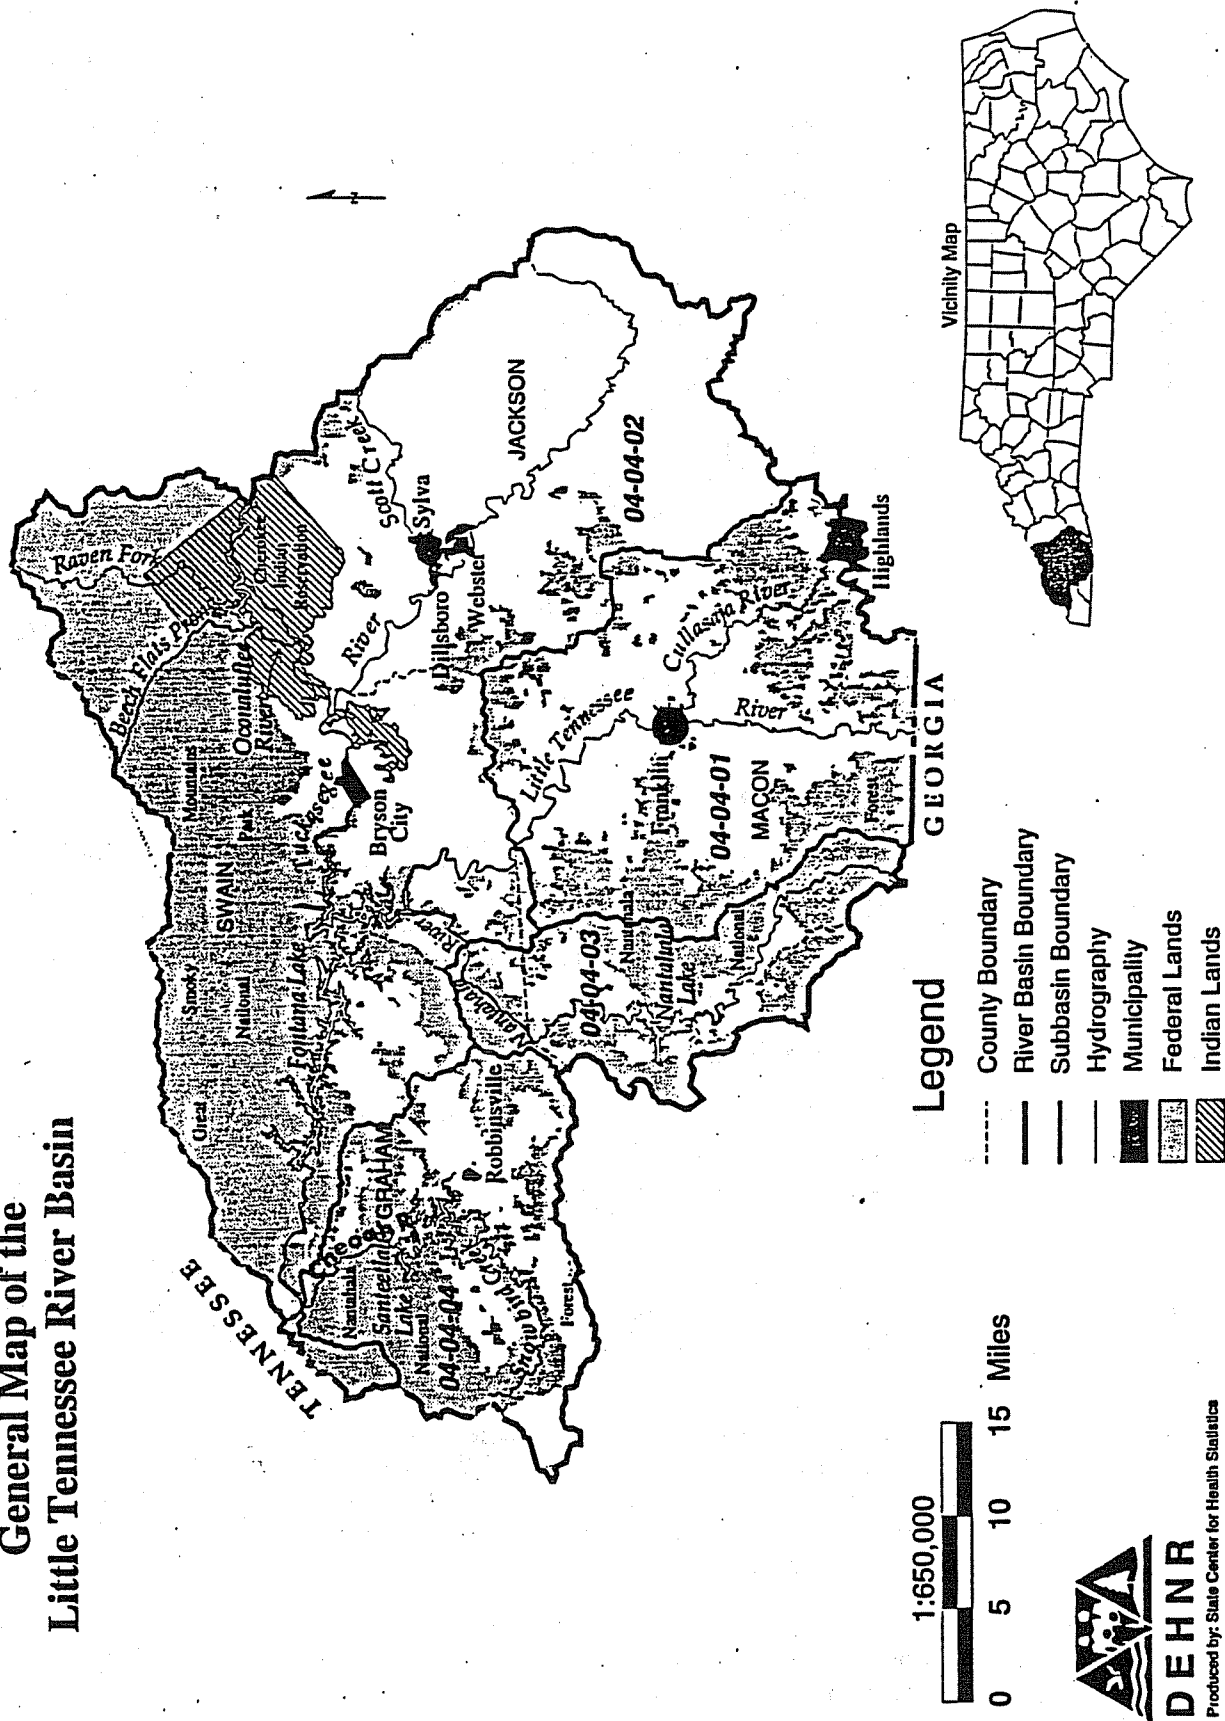 General Map of the
Little Tennessee River Basin
TENNESSEE
Raven Fork
Beech Flats Prong
Oconaluftee
River
Cherokee
Indian
Reservation
Great
Smoky
Mountains
National
Park
SWAIN
Fontana Lake
Tuckasegee
River
Bryson
City
Scott Creek
Sylva
Dillsboro
Webster
JACKSON
04-04-02
Cheoah
GRAHAM
Nantahala
Santeetlah
Lake
National
04-04-04
Snowbird Creek
Forest
Robbinsville
Nantahala
River
04-04-03
Nantahala
Nantahala
Lake
National
Forest
Little Tennessee
River
Franklin
04-04-01
MACON
Cullasaja River
Highlands
GEORGIA
Vicinity Map
Legend
County Boundary
River Basin Boundary
Subbasin Boundary
Hydrography
Municipality
Federal Lands
Indian Lands
1:650,000
0 5 10 15 Miles
DEHNR
Produced by: State Center for Health Statistics